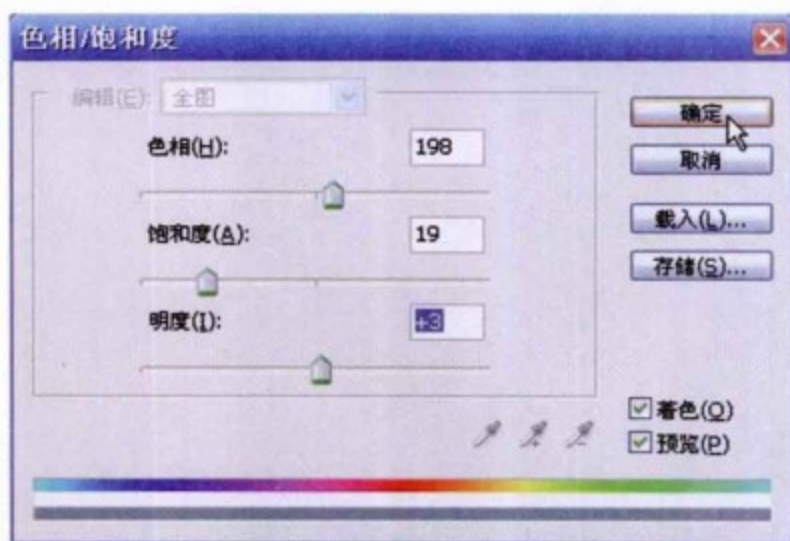 色相/饱和度
编辑(E): 全图
色相(H): 198
饱和度(A): 19
明度(I): +3
确定
取消
载入(L)...
存储(S)...
着色(O)
预览(P)